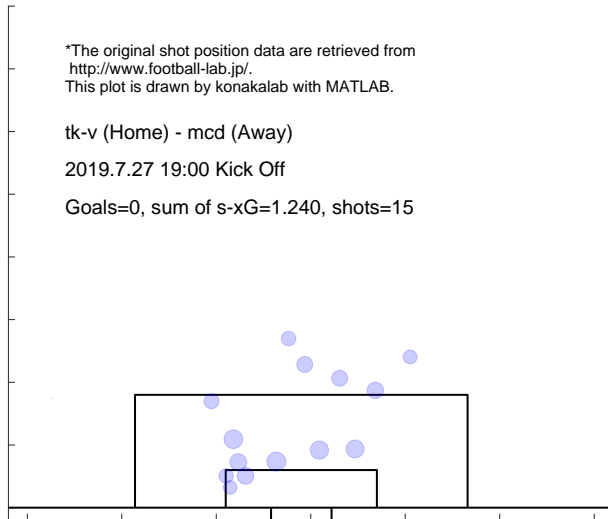 *The original shot position data are retrieved from
http://www.football-lab.jp/.
This plot is drawn by konakalab with MATLAB.
tk-v (Home) - mcd (Away)
2019.7.27 19:00 Kick Off
Goals=0, sum of s-xG=1.240, shots=15